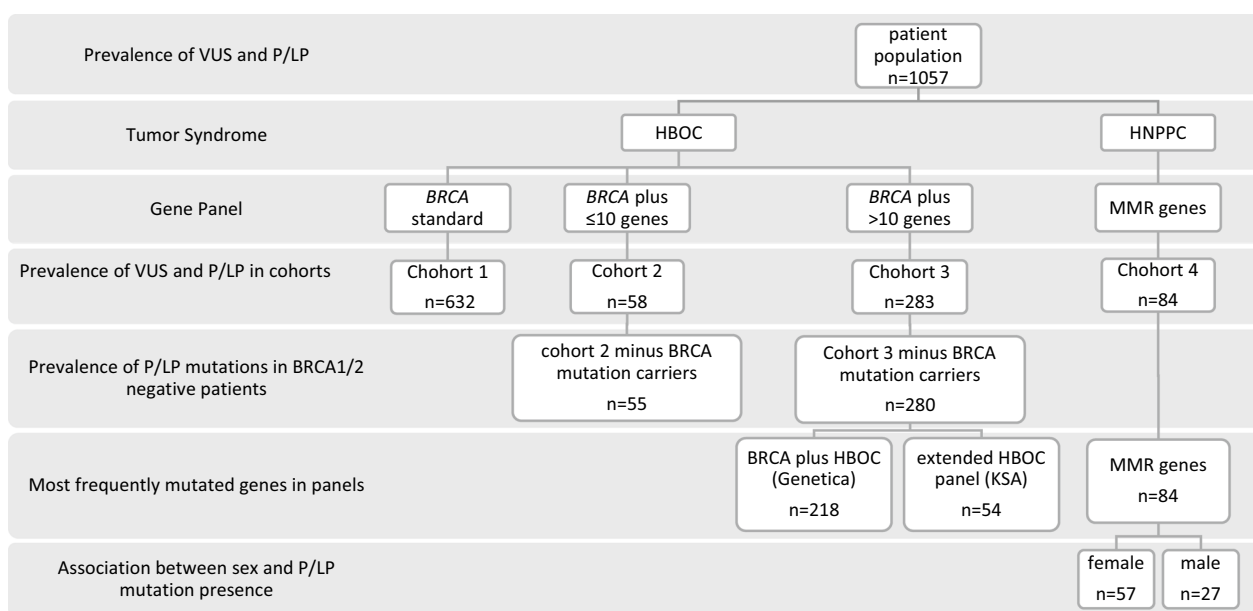 Prevalence of VUS and P/LP
patient
population
n=1057
Tumor Syndrome
HBOC
HNPPC
Gene Panel
BRCA
standard
BRCA plus
≤10 genes
BRCA plus
>10 genes
MMR genes
Prevalence of VUS and P/LP in cohorts
Chohort 1
n=632
Cohort 2
n=58
Chohort 3
n=283
Chohort 4
n=84
Prevalence of P/LP mutations in BRCA1/2
negative patients
cohort 2 minus BRCA
mutation carriers
n=55
Cohort 3 minus BRCA
mutation carriers
n=280
Most frequently mutated genes in panels
BRCA plus HBOC
(Genetica)
n=218
extended HBOC
panel (KSA)
n=54
MMR genes
n=84
Association between sex and P/LP
mutation presence
female
n=57
male
n=27